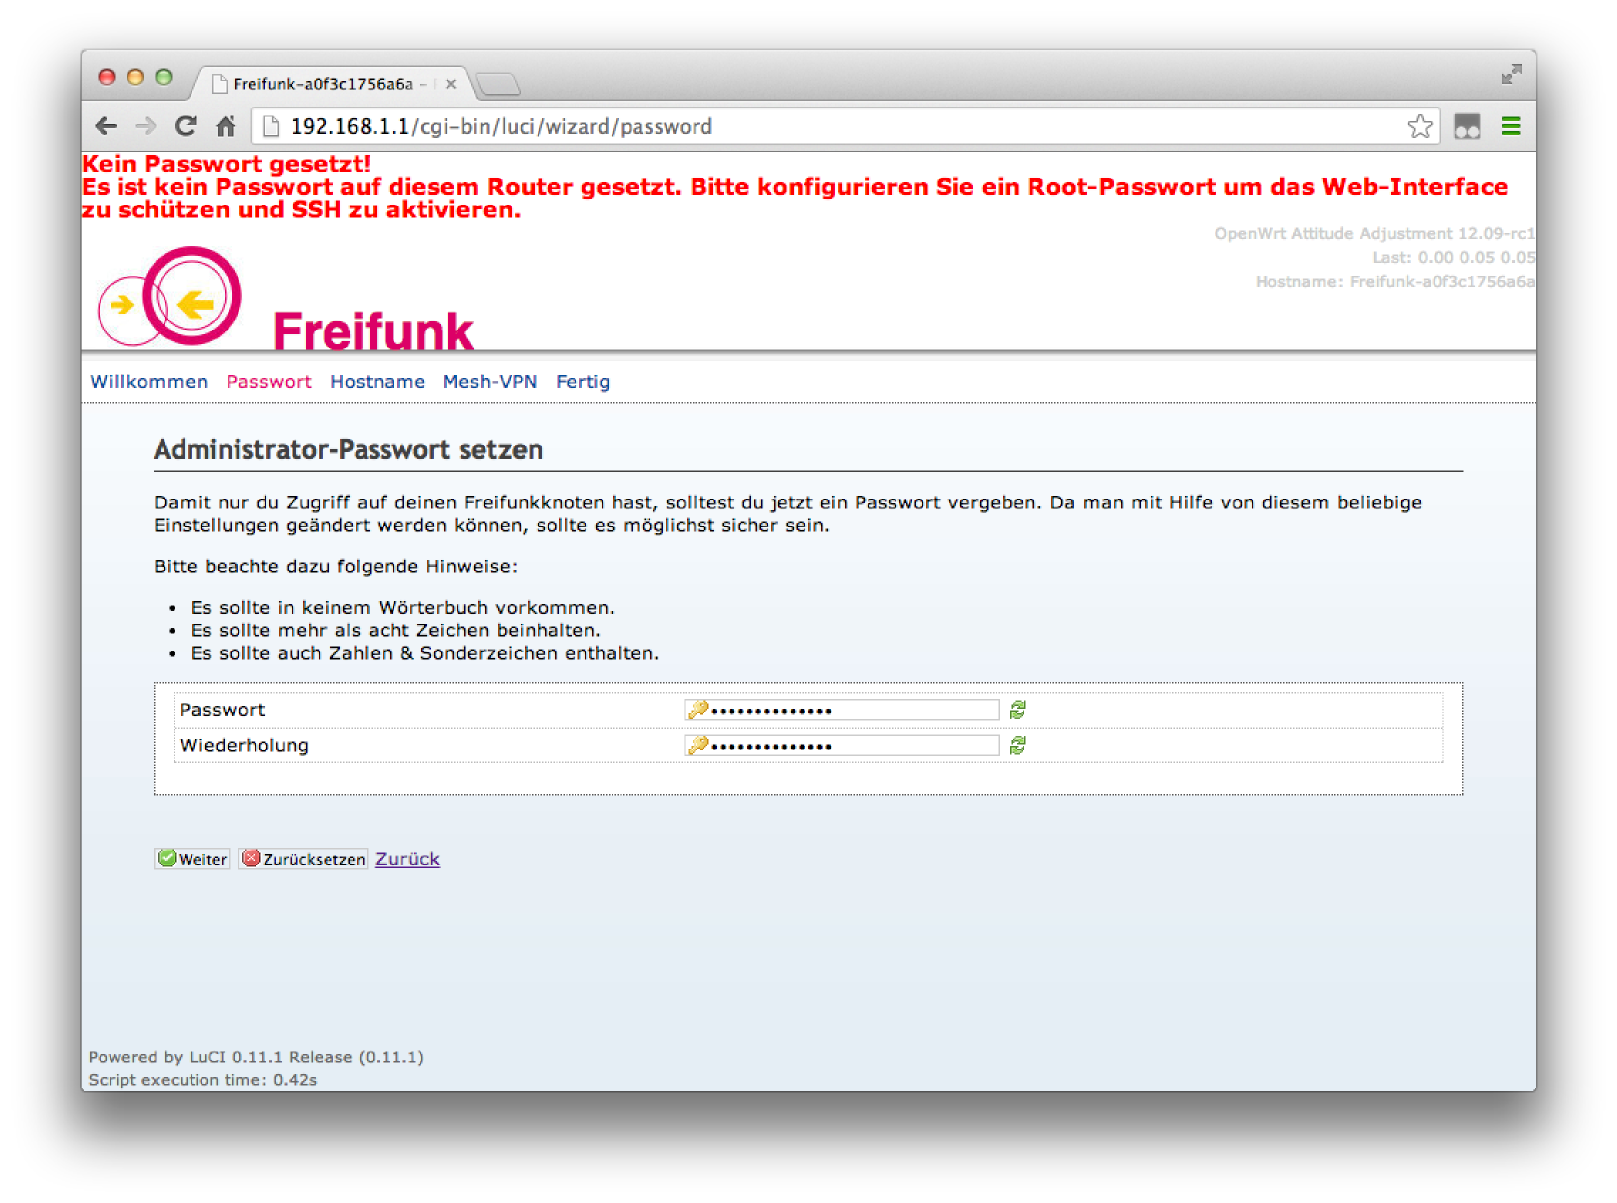 Freifunk-a0f3c1756a6a –
192.168.1.1/cgi-bin/luci/wizard/password
Kein Passwort gesetzt!
Es ist kein Passwort auf diesem Router gesetzt. Bitte konfigurieren Sie ein Root-Passwort um das Web-Interface
zu schützen und SSH zu aktivieren.
OpenWrt Attitude Adjustment 12.09-rc1
Last: 0.00 0.05 0.05
Hostname: Freifunk-a0f3c1756a6a
Freifunk
Willkommen Passwort Hostname Mesh-VPN Fertig
Administrator-Passwort setzen
Damit nur du Zugriff auf deinen Freifunkknoten hast, solltest du jetzt ein Passwort vergeben. Da man mit Hilfe von diesem beliebige
Einstellungen geändert werden können, sollte es möglichst sicher sein.
Bitte beachte dazu folgende Hinweise:
• Es sollte in keinem Wörterbuch vorkommen.
• Es sollte mehr als acht Zeichen beinhalten.
• Es sollte auch Zahlen & Sonderzeichen enthalten.
Passwort ••••••••••••••
Wiederholung ••••••••••••••
Weiter Zurücksetzen Zurück
Powered by LuCI 0.11.1 Release (0.11.1)
Script execution time: 0.42s